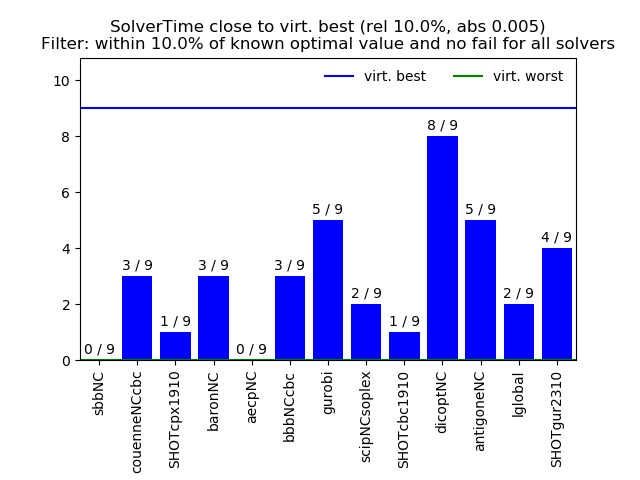 SolverTime close to virt. best (rel 10.0%, abs 0.005)
Filter: within 10.0% of known optimal value and no fail for all solvers
virt. best
virt. worst
10
8
6
4
2
0
0 / 9
3 / 9
1 / 9
3 / 9
0 / 9
3 / 9
5 / 9
2 / 9
1 / 9
8 / 9
5 / 9
2 / 9
4 / 9
sbbNC
couenneNCcbc
SHOTcpx1910
baronNC
aecpNC
bbbNCcbc
gurobi
scipNCsoplex
SHOTcbc1910
dicoptNC
antigoneNC
lglobal
SHOTgur2310